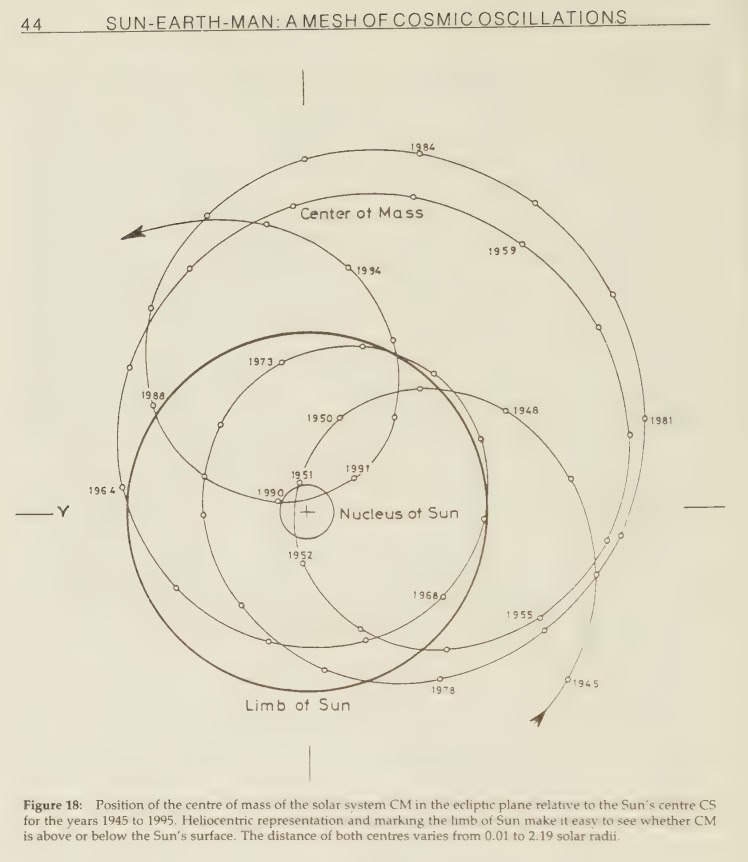 44 SUN-EARTH-MAN: A MESH OF COSMIC OSCILLATIONS
1984
Center of Mass
1959
1994
1973
1988
1950
1948
1981
1951
1991
1964
1990
γ
Nucleus of Sun
1952
1968
1955
1978
1945
Limb of Sun
Figure 18: Position of the centre of mass of the solar system CM in the ecliptic plane relative to the Sun's centre CS
for the years 1945 to 1995. Heliocentric representation and marking the limb of Sun make it easy to see whether CM
is above or below the Sun's surface. The distance of both centres varies from 0.01 to 2.19 solar radii.